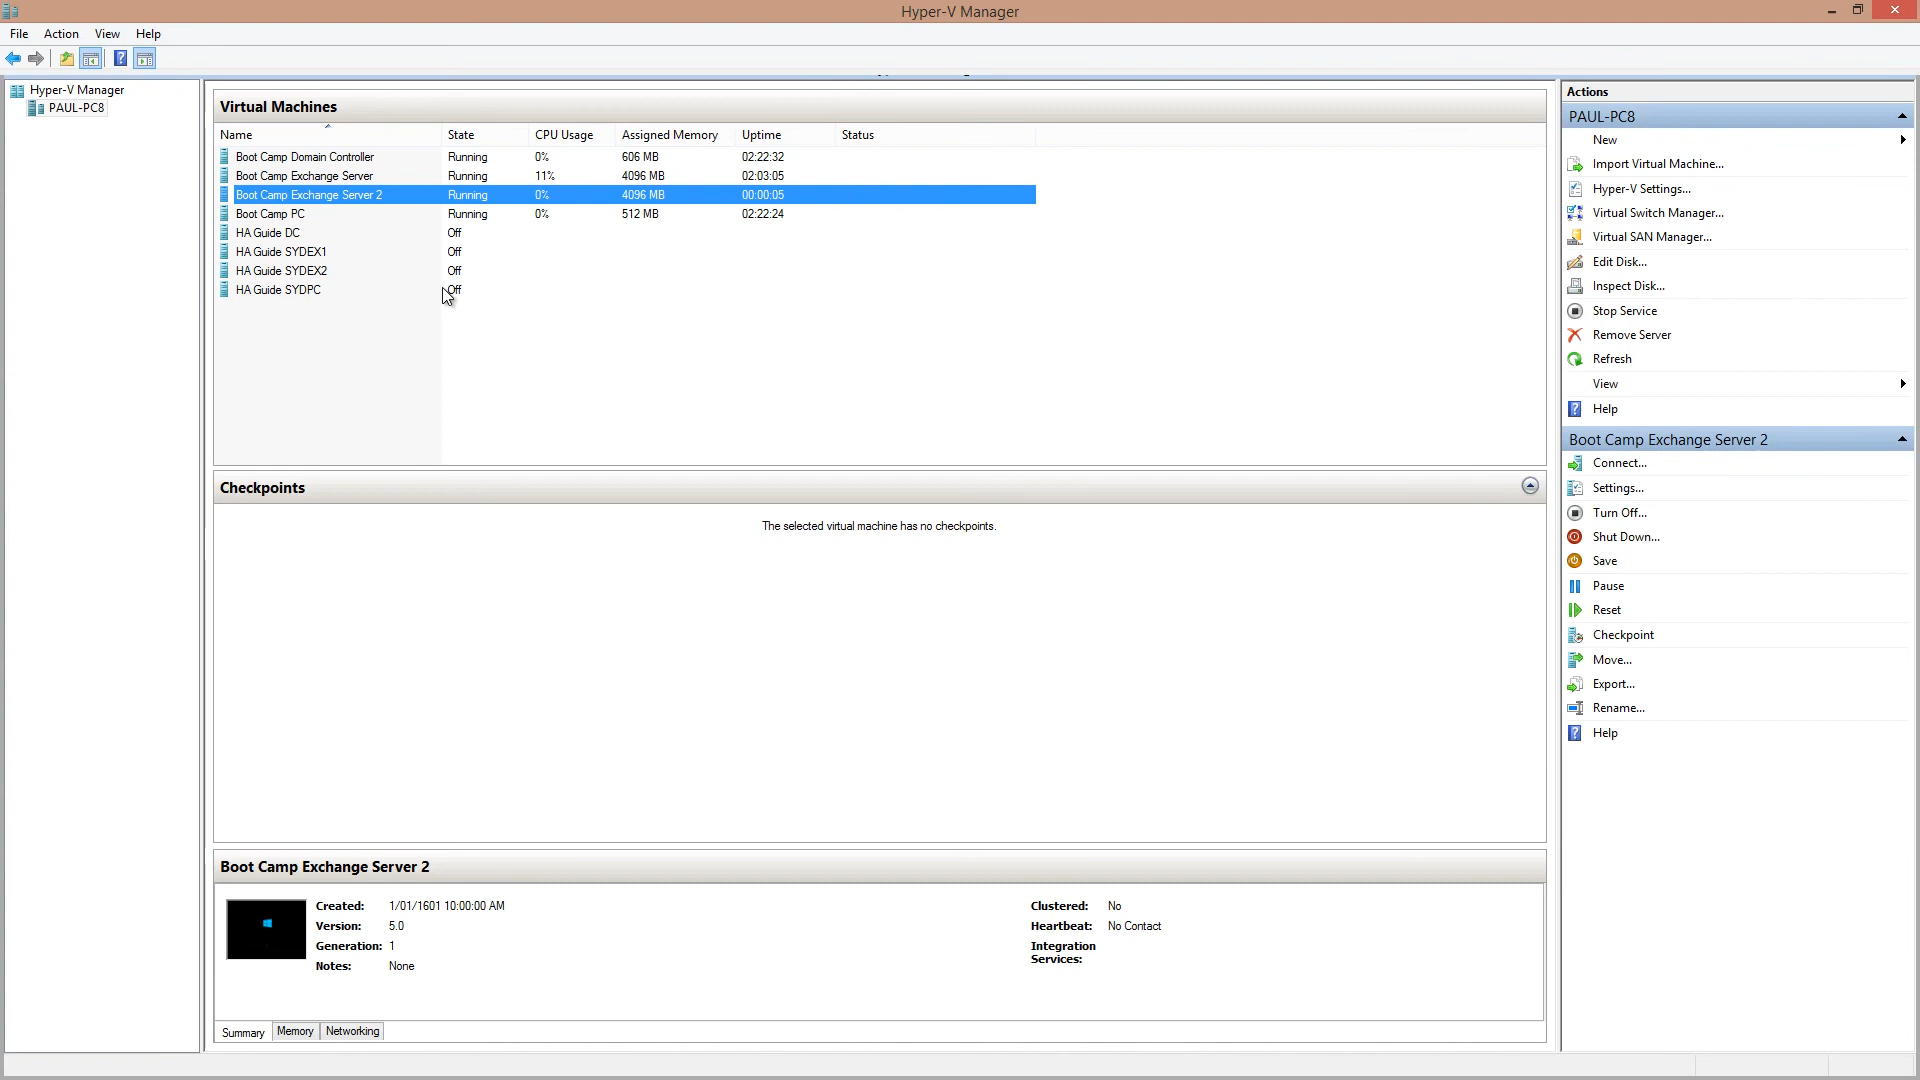 Hyper-V Manager
File Action View Help
Hyper-V Manager
PAUL-PC8
Virtual Machines
Name State CPU Usage Assigned Memory Uptime Status
Boot Camp Domain Controller Running 0% 606 MB 02:22:32
Boot Camp Exchange Server Running 11% 4096 MB 02:03:05
Boot Camp Exchange Server 2 Running 0% 4096 MB 00:00:05
Boot Camp PC Running 0% 512 MB 02:22:24
HA Guide DC Off
HA Guide SYDEX1 Off
HA Guide SYDEX2 Off
HA Guide SYDPC Off
Checkpoints
The selected virtual machine has no checkpoints.
Boot Camp Exchange Server 2
Created: 1/01/1601 10:00:00 AM
Version: 5.0
Generation: 1
Notes: None
Clustered: No
Heartbeat: No Contact
Integration
Services:
Summary Memory Networking
Actions
PAUL-PC8
New
Import Virtual Machine...
Hyper-V Settings...
Virtual Switch Manager...
Virtual SAN Manager...
Edit Disk...
Inspect Disk...
Stop Service
Remove Server
Refresh
View
Help
Boot Camp Exchange Server 2
Connect...
Settings...
Turn Off...
Shut Down...
Save
Pause
Reset
Checkpoint
Move...
Export...
Rename...
Help